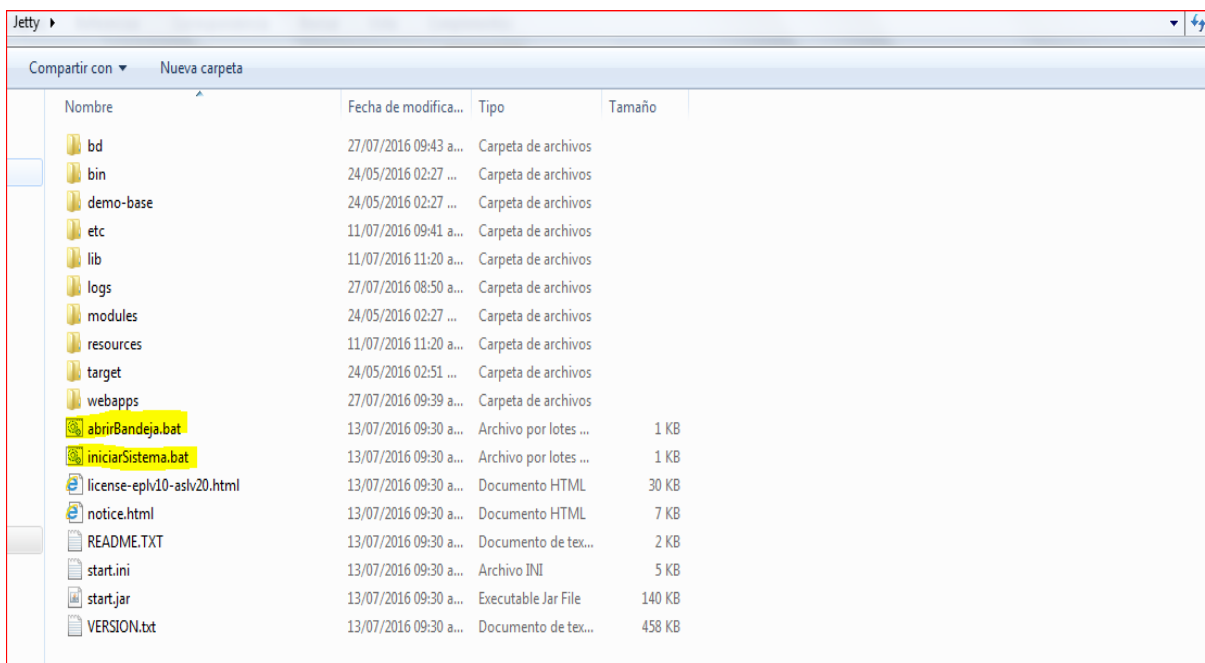 Jetty
Compartir con Nueva carpeta
Nombre Fecha de modifica... Tipo Tamaño
bd 27/07/2016 09:43 a... Carpeta de archivos
bin 24/05/2016 02:27 ... Carpeta de archivos
demo-base 24/05/2016 02:27 ... Carpeta de archivos
etc 11/07/2016 09:41 a... Carpeta de archivos
lib 11/07/2016 11:20 a... Carpeta de archivos
logs 27/07/2016 08:50 a... Carpeta de archivos
modules 24/05/2016 02:27 ... Carpeta de archivos
resources 11/07/2016 11:20 a... Carpeta de archivos
target 24/05/2016 02:51 ... Carpeta de archivos
webapps 27/07/2016 09:39 a... Carpeta de archivos
abrirBandeja.bat 13/07/2016 09:30 a... Archivo por lotes ... 1 KB
iniciarSistema.bat 13/07/2016 09:30 a... Archivo por lotes ... 1 KB
license-eplv10-aslv20.html 13/07/2016 09:30 a... Documento HTML 30 KB
notice.html 13/07/2016 09:30 a... Documento HTML 7 KB
README.TXT 13/07/2016 09:30 a... Documento de tex... 2 KB
start.ini 13/07/2016 09:30 a... Archivo INI 5 KB
start.jar 13/07/2016 09:30 a... Executable Jar File 140 KB
VERSION.txt 13/07/2016 09:30 a... Documento de tex... 458 KB